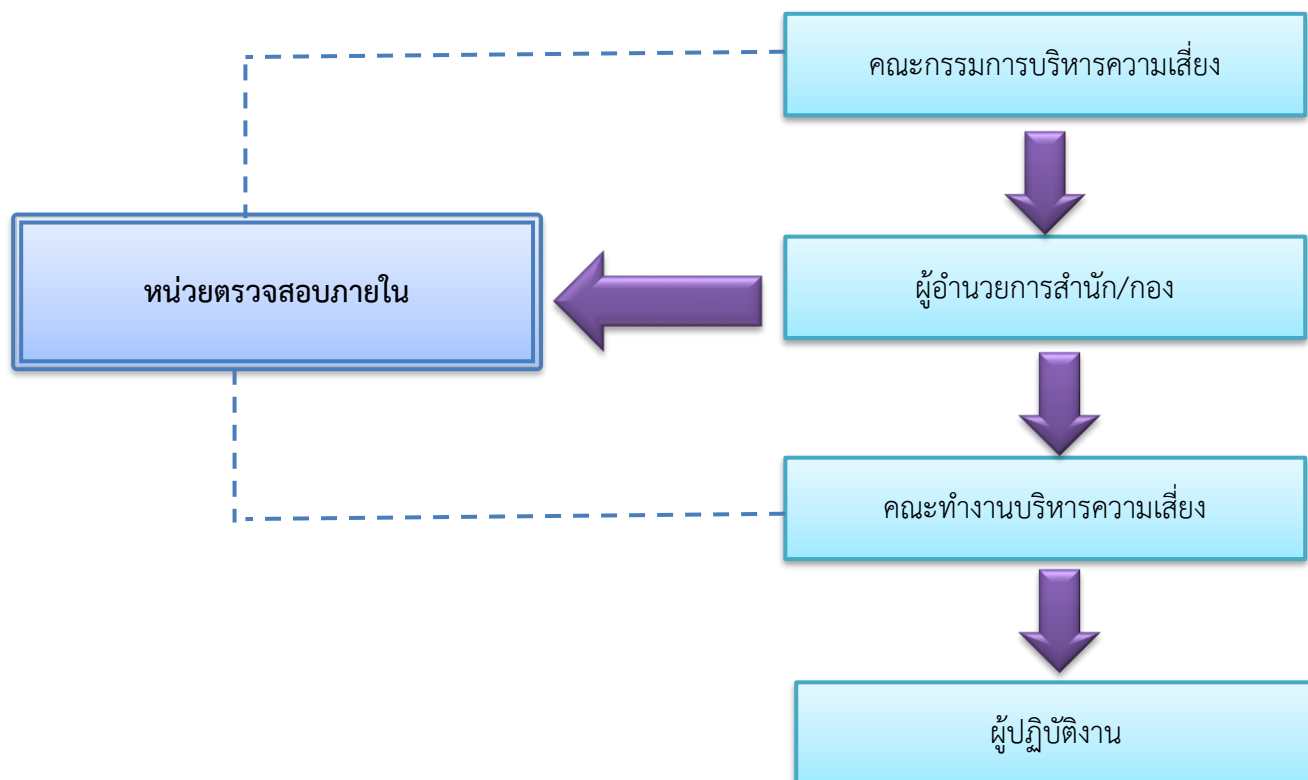 คณะกรรมการบริหารความเสี่ยง
หน่วยตรวจสอบภายใน
ผู้อำนวยการสำนัก/กอง
คณะทำงานบริหารความเสี่ยง
ผู้ปฏิบัติงาน